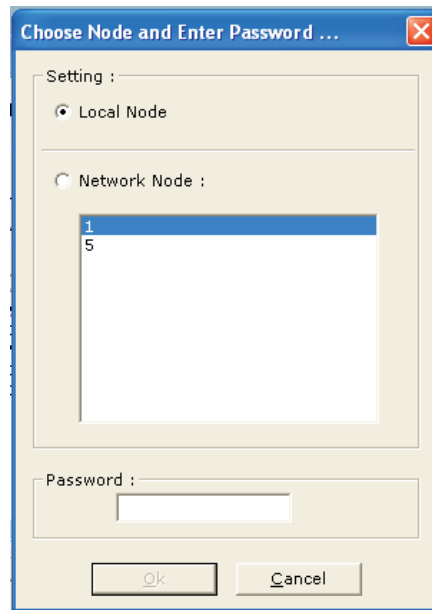 Choose Node and Enter Password ...
Setting :
Local Node
Network Node :
1
5
Password :
Ok
Cancel